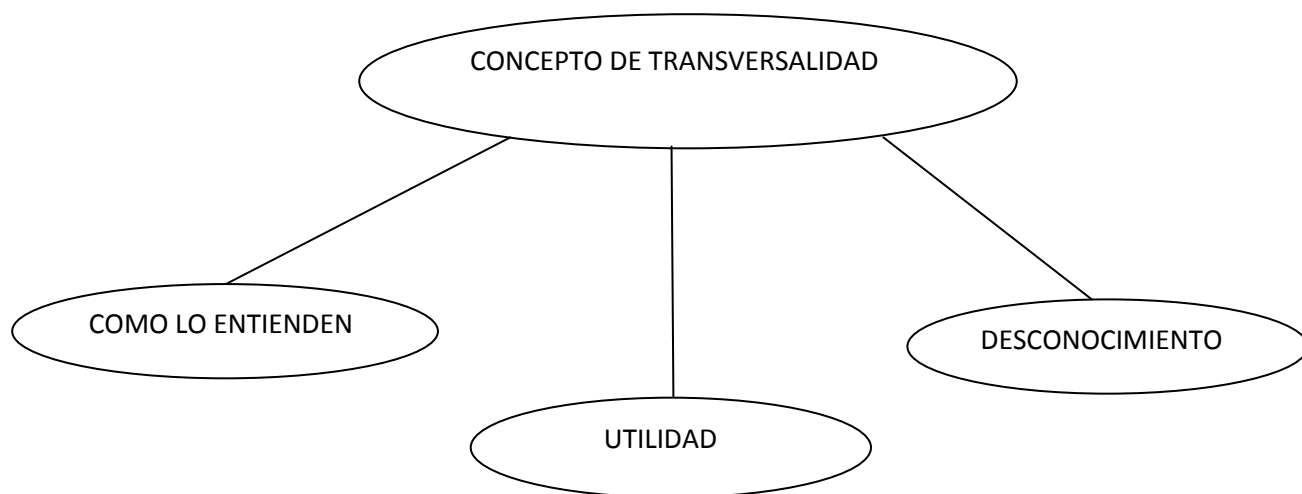 CONCEPTO DE TRANSVERSALIDAD
COMO LO ENTIENDEN
DESCONOCIMIENTO
UTILIDAD